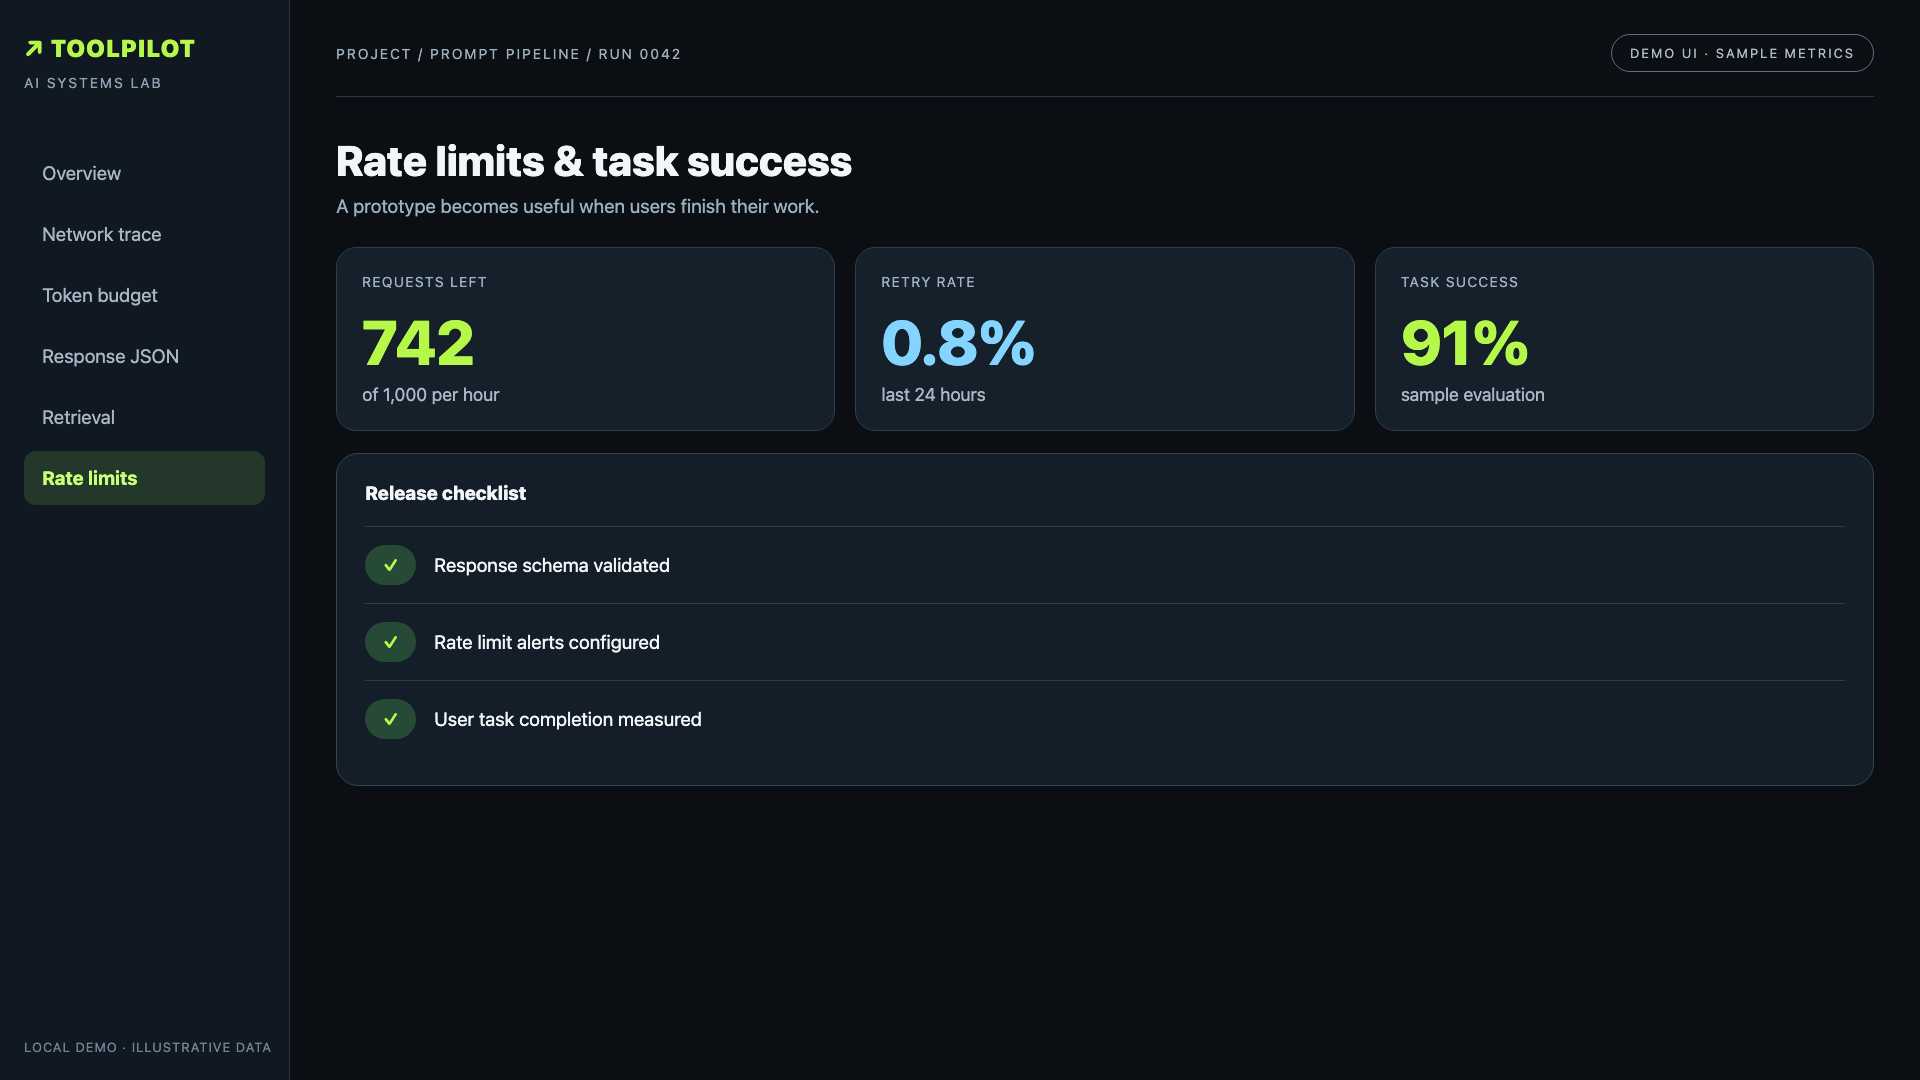 TOOLPILOT
AI SYSTEMS LAB
Overview
Network trace
Token budget
Response JSON
Retrieval
Rate limits
LOCAL DEMO · ILLUSTRATIVE DATA
PROJECT / PROMPT PIPELINE / RUN 0042
DEMO UI · SAMPLE METRICS
Rate limits & task success
A prototype becomes useful when users finish their work.
REQUESTS LEFT
742
of 1,000 per hour
RETRY RATE
0.8%
last 24 hours
TASK SUCCESS
91%
sample evaluation
Release checklist
Response schema validated
Rate limit alerts configured
User task completion measured